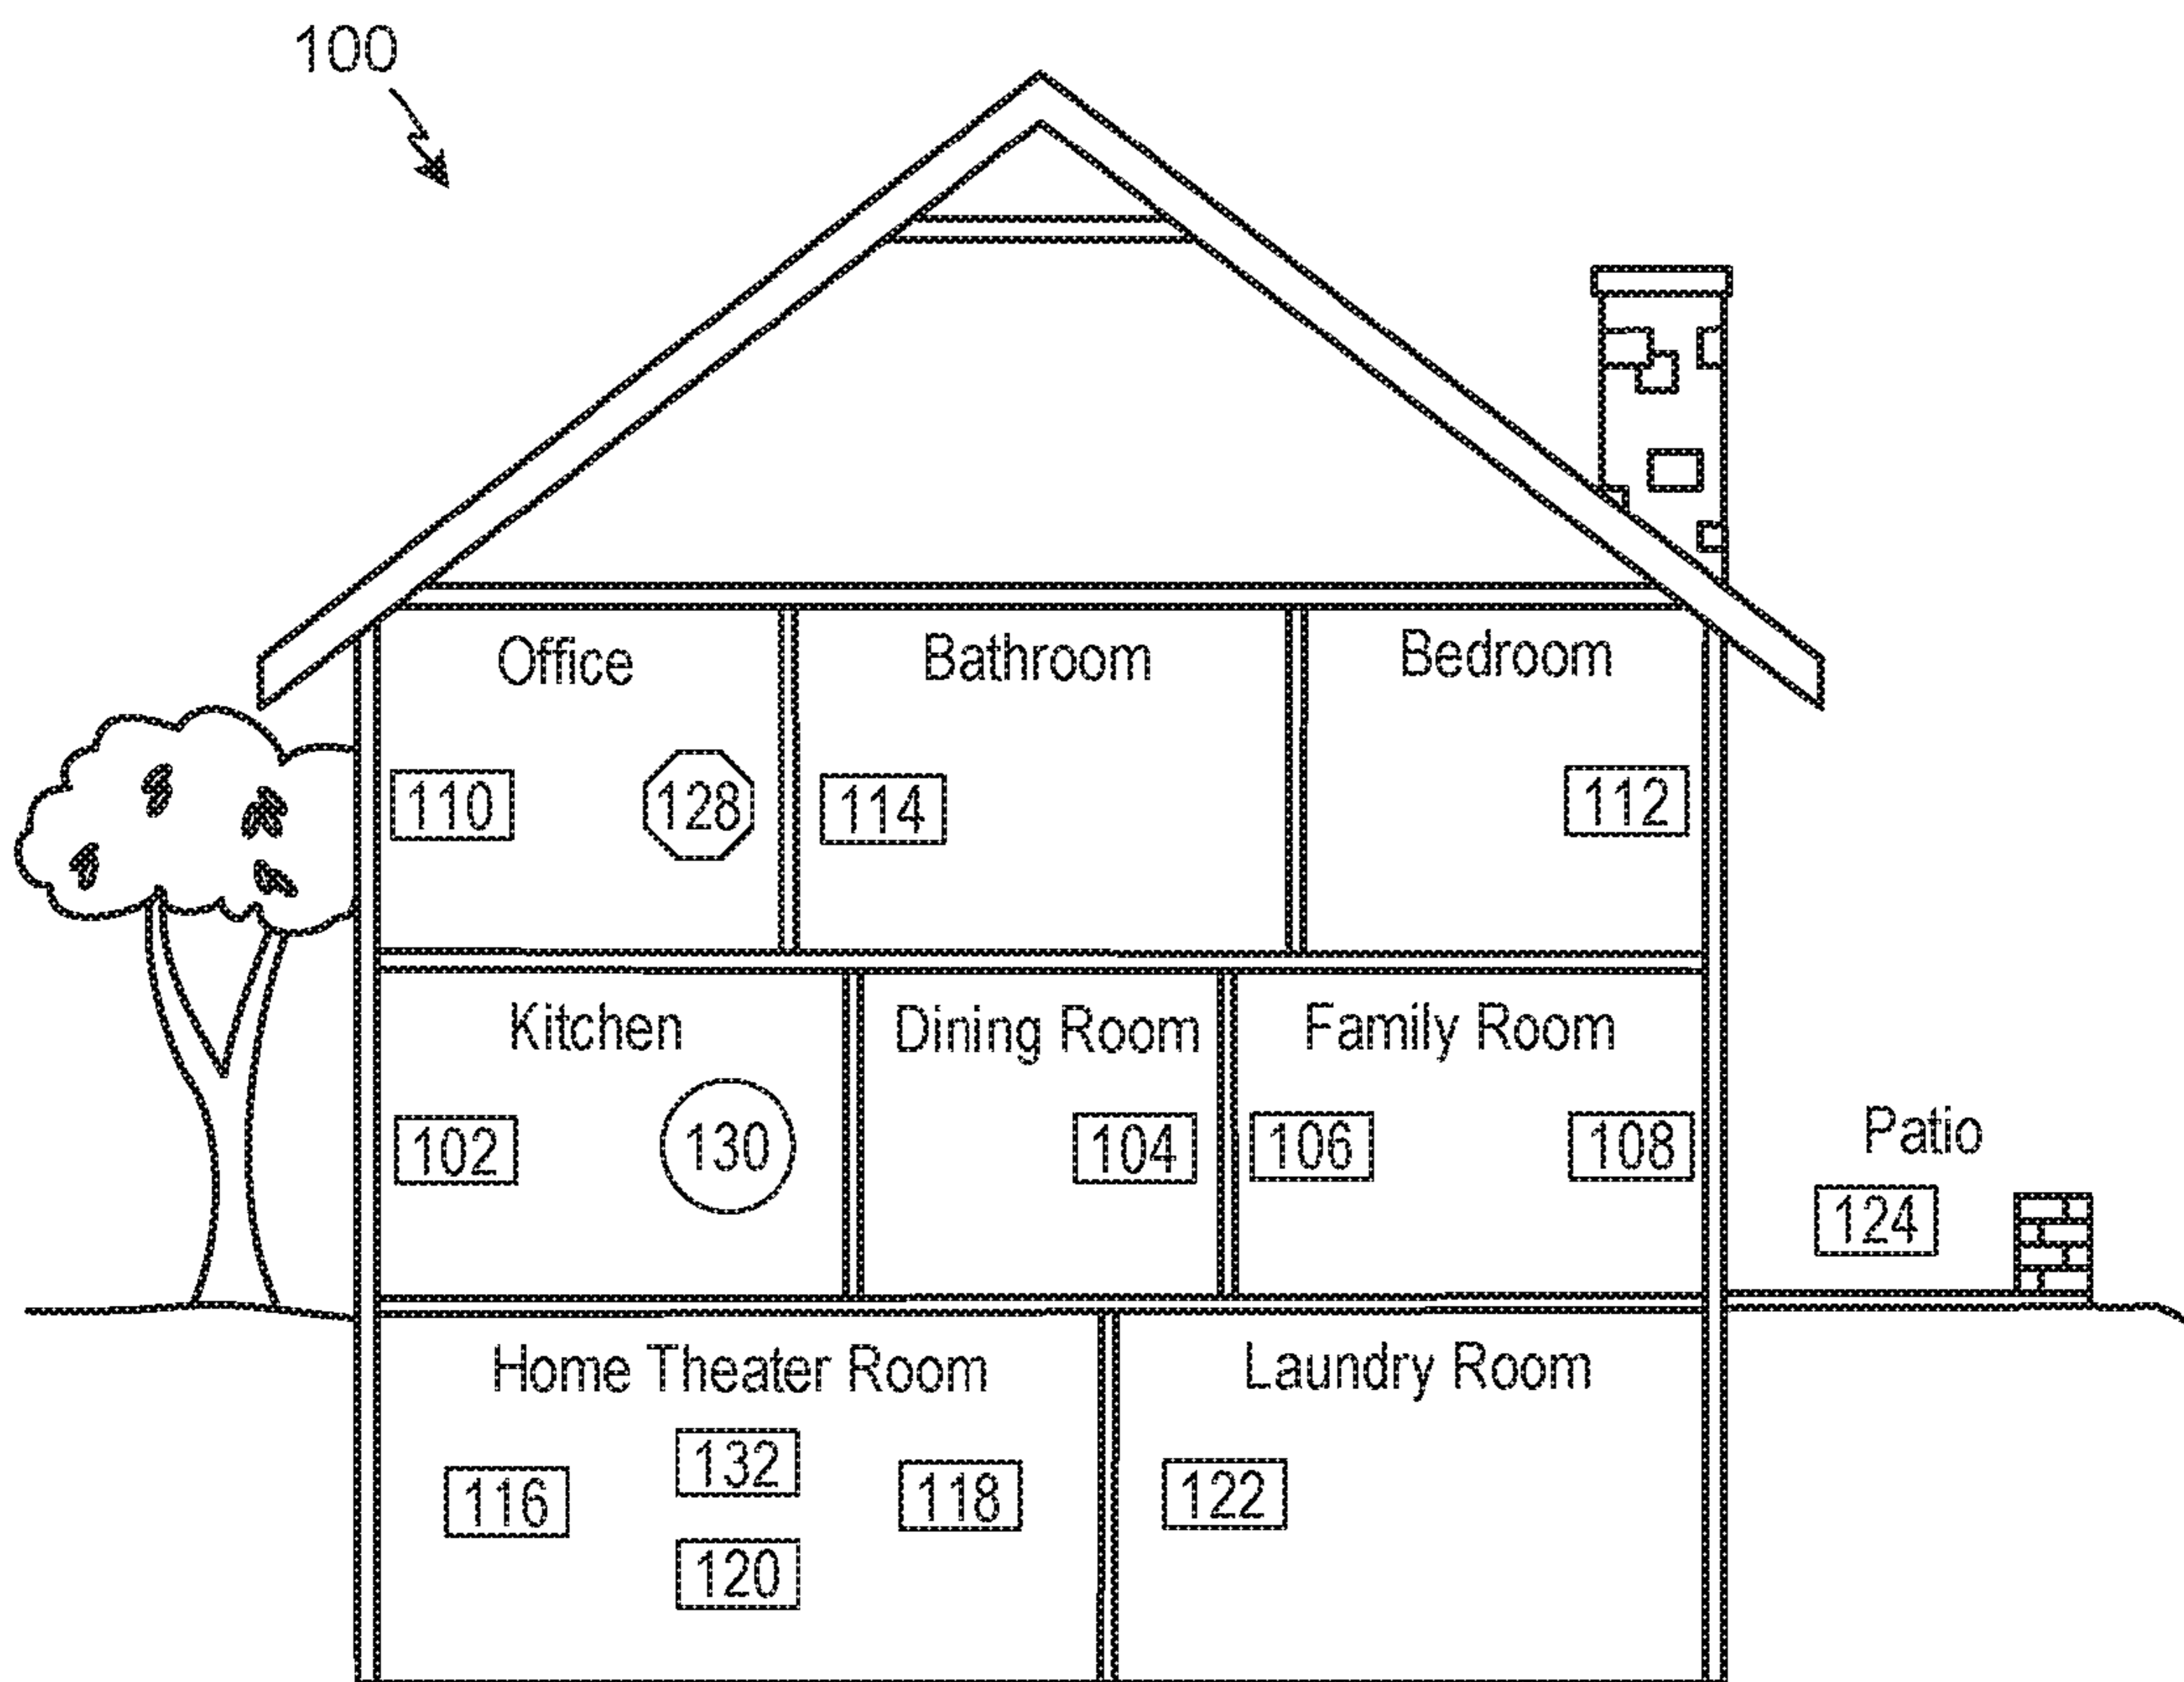 100
Office
Bathroom
Bedroom
110
128
114
112
Kitchen
Dining Room
Family Room
102
130
104
106
108
Patio
124
Home Theater Room
Laundry Room
132
116
118
122
120